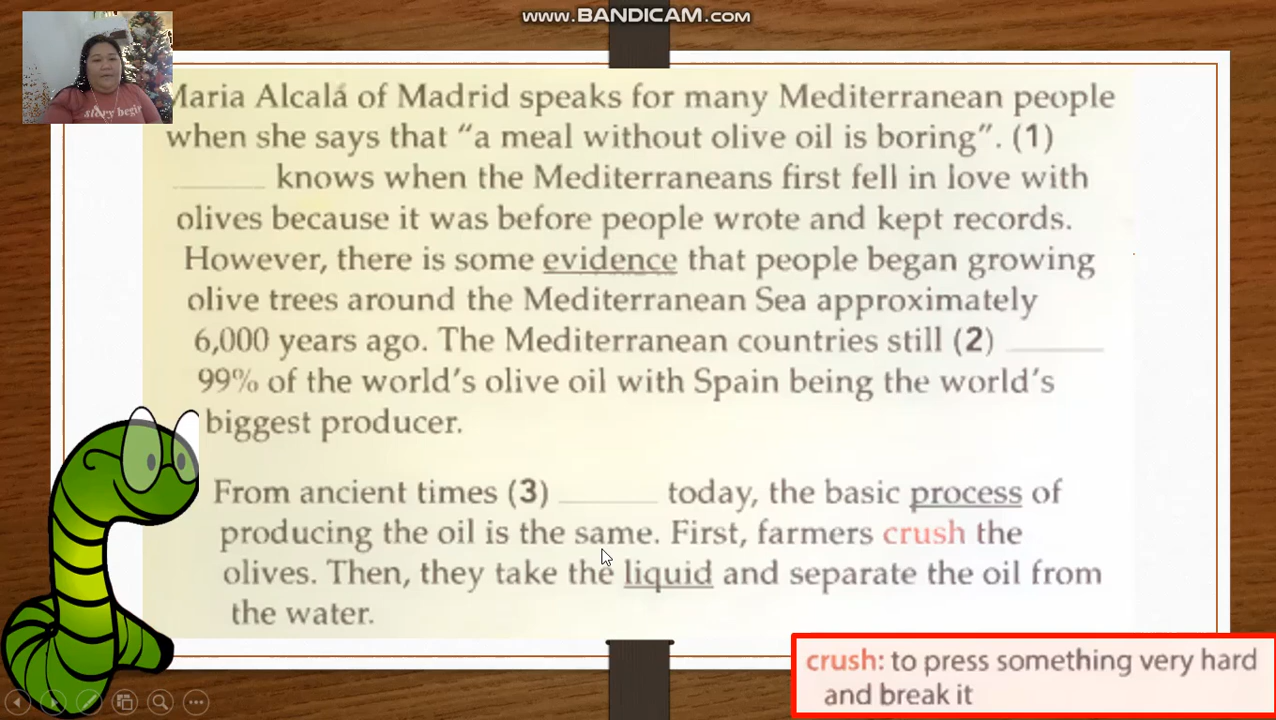 www.BANDICAM.com
Maria Alcalá of Madrid speaks for many Mediterranean people
when she says that “a meal without olive oil is boring”. (1)
______ knows when the Mediterraneans first fell in love with
olives because it was before people wrote and kept records.
However, there is some evidence that people began growing
olive trees around the Mediterranean Sea approximately
6,000 years ago. The Mediterranean countries still (2) ______
99% of the world’s olive oil with Spain being the world’s
biggest producer.
From ancient times (3) ______ today, the basic process of
producing the oil is the same. First, farmers crush the
olives. Then, they take the liquid and separate the oil from
the water.
crush: to press something very hard
and break it
story begin